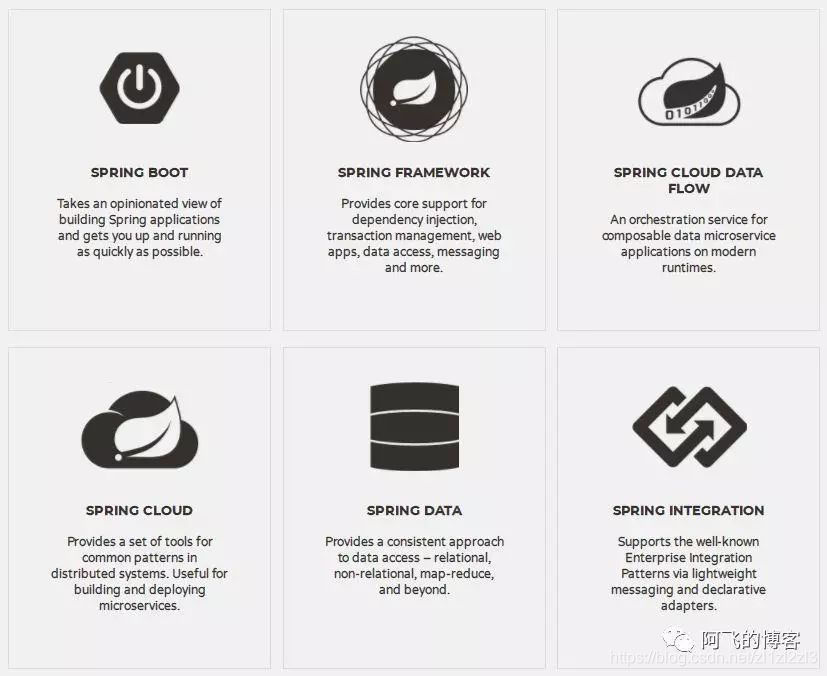 SPRING BOOT
Takes an opinionated view of
building Spring applications
and gets you up and running
as quickly as possible.
SPRING FRAMEWORK
Provides core support for
dependency injection,
transaction management, web
apps, data access, messaging
and more.
0101100
SPRING CLOUD DATA
FLOW
An orchestration service for
composable data microservice
applications on modern
runtimes.
SPRING CLOUD
Provides a set of tools for
common patterns in
distributed systems. Useful for
building and deploying
microservices.
SPRING DATA
Provides a consistent approach
to data access – relational,
non-relational, map-reduce,
and beyond.
SPRING INTEGRATION
Supports the well-known
Enterprise Integration
Patterns via lightweight
messaging and declarative
adapters.
阿飞的博客
https://blog.csdn.net/zl1zl2zl3